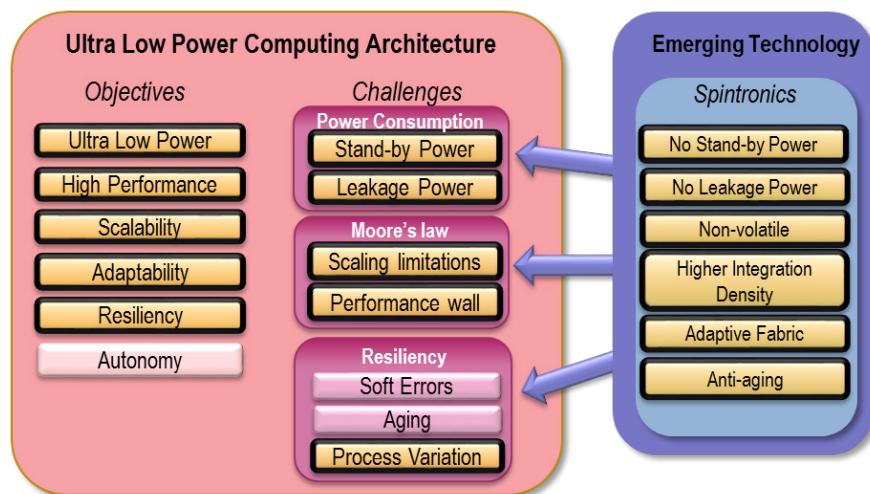 Ultra Low Power Computing Architecture
Objectives
Ultra Low Power
High Performance
Scalability
Adaptability
Resiliency
Autonomy
Challenges
Power Consumption
Stand-by Power
Leakage Power
Moore's law
Scaling limitations
Performance wall
Resiliency
Soft Errors
Aging
Process Variation
Emerging Technology
Spintronics
No Stand-by Power
No Leakage Power
Non-volatile
Higher Integration
Density
Adaptive Fabric
Anti-aging